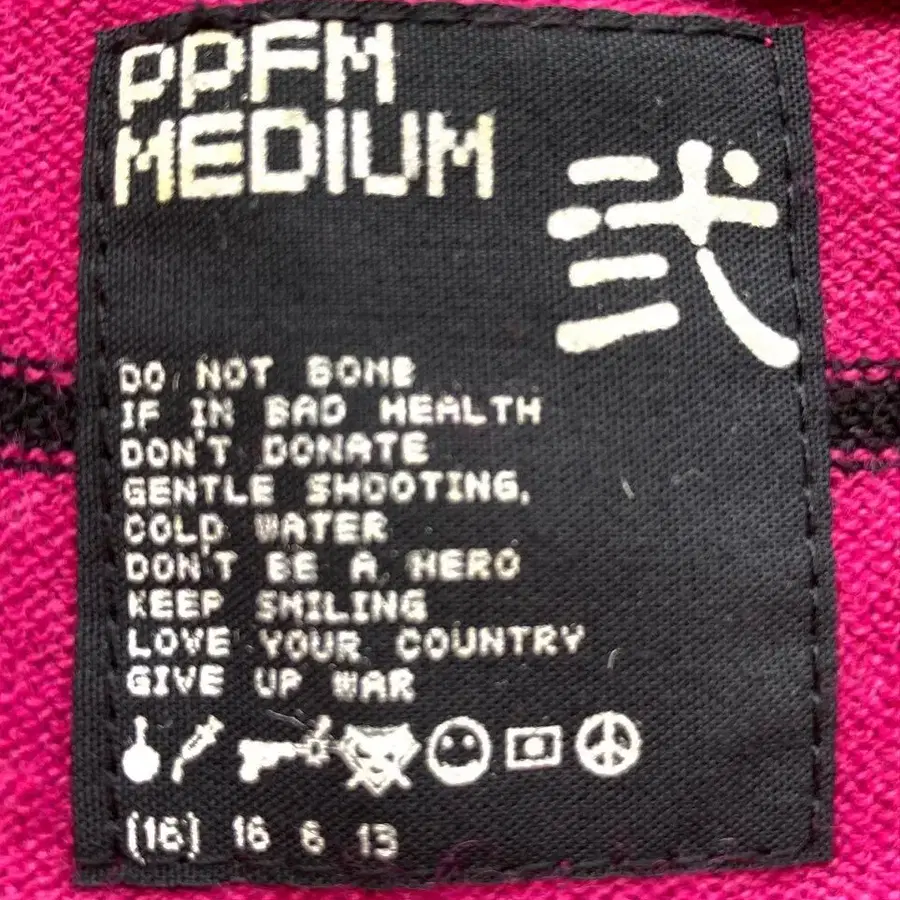 PPFM
MEDIUM
弐
DO NOT BOMB
IF IN BAD HEALTH
DON'T DONATE
GENTLE SHOOTING.
COLD WATER
DON'T BE A HERO
KEEP SMILING
LOVE YOUR COUNTRY
GIVE UP WAR
(16) 16 6 13